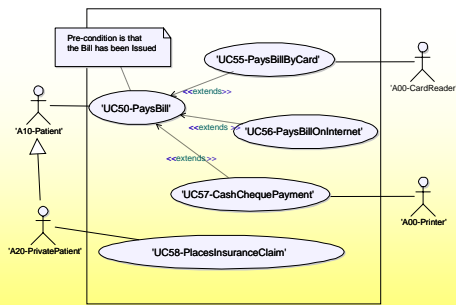 Pre-condition is that
the Bill has been Issued
'UC55-PaysBillByCard'
'A00-CardReader
<<extends>>
'UC50-PaysBill'
<<extends >>
'UC56-PaysBillOnInternet'
'A10-Patient'
<<extends >>
'UC57-CashChequePayment'
'A00-Printer'
'A20-PrivatePatient'
'UC58-PlacesInsuranceClaim'